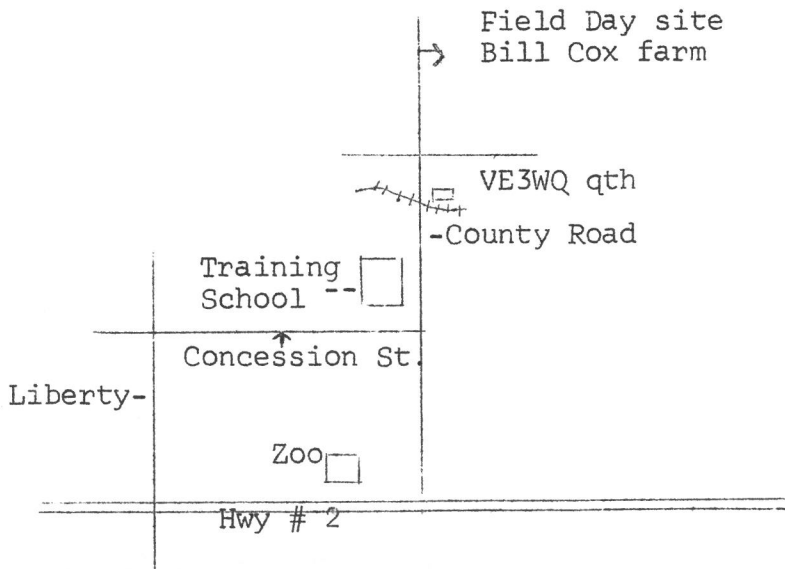 Field Day site
Bill Cox farm
VE3WQ qth
-County Road
Training
School --
Concession St.
Liberty-
Zoo
Hwy # 2